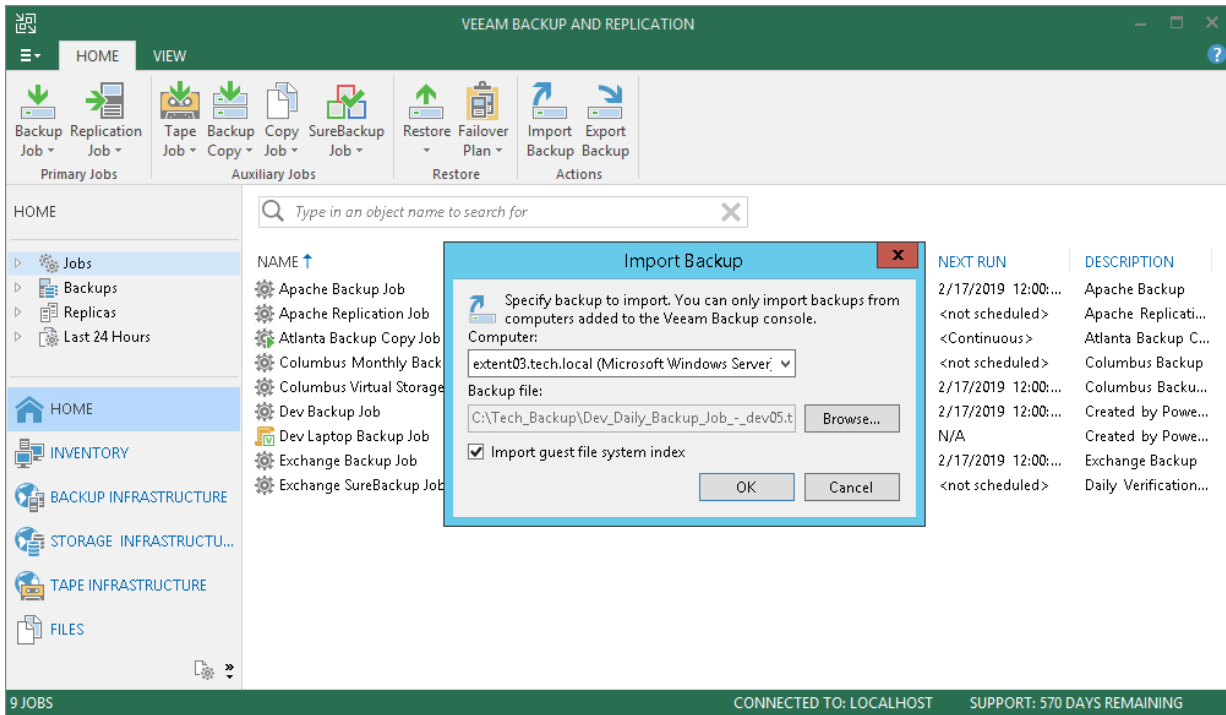 VEEAM BACKUP AND REPLICATION
HOME VIEW
Backup Job
Replication Job
Primary Jobs
Tape Job
Backup Copy
Copy Job
SureBackup Job
Auxiliary Jobs
Restore
Failover Plan
Restore
Import Backup
Export Backup
Actions
HOME
Jobs
Backups
Replicas
Last 24 Hours
HOME
INVENTORY
BACKUP INFRASTRUCTURE
STORAGE INFRASTRUCTU...
TAPE INFRASTRUCTURE
FILES
Type in an object name to search for
NAME NEXT RUN DESCRIPTION
Apache Backup Job 2/17/2019 12:00:... Apache Backup
Apache Replication Job <not scheduled> Apache Replicati...
Atlanta Backup Copy Job <Continuous> Atlanta Backup C...
Columbus Monthly Back <not scheduled> Columbus Backup
Columbus Virtual Storage 2/17/2019 12:00:... Columbus Backu...
Dev Backup Job 2/17/2019 12:00:... Created by Powe...
Dev Laptop Backup Job N/A Created by Powe...
Exchange Backup Job 2/17/2019 12:00:... Exchange Backup
Exchange SureBackup Job <not scheduled> Daily Verification...
Import Backup
x
Specify backup to import. You can only import backups from
computers added to the Veeam Backup console.
Computer:
extent03.tech.local (Microsoft Windows Server
Backup file:
C:\Tech_Backup\Dev_Daily_Backup_Job_-_dev05.t
Browse...
Import guest file system index
OK Cancel
9 JOBS CONNECTED TO: LOCALHOST SUPPORT: 570 DAYS REMAINING